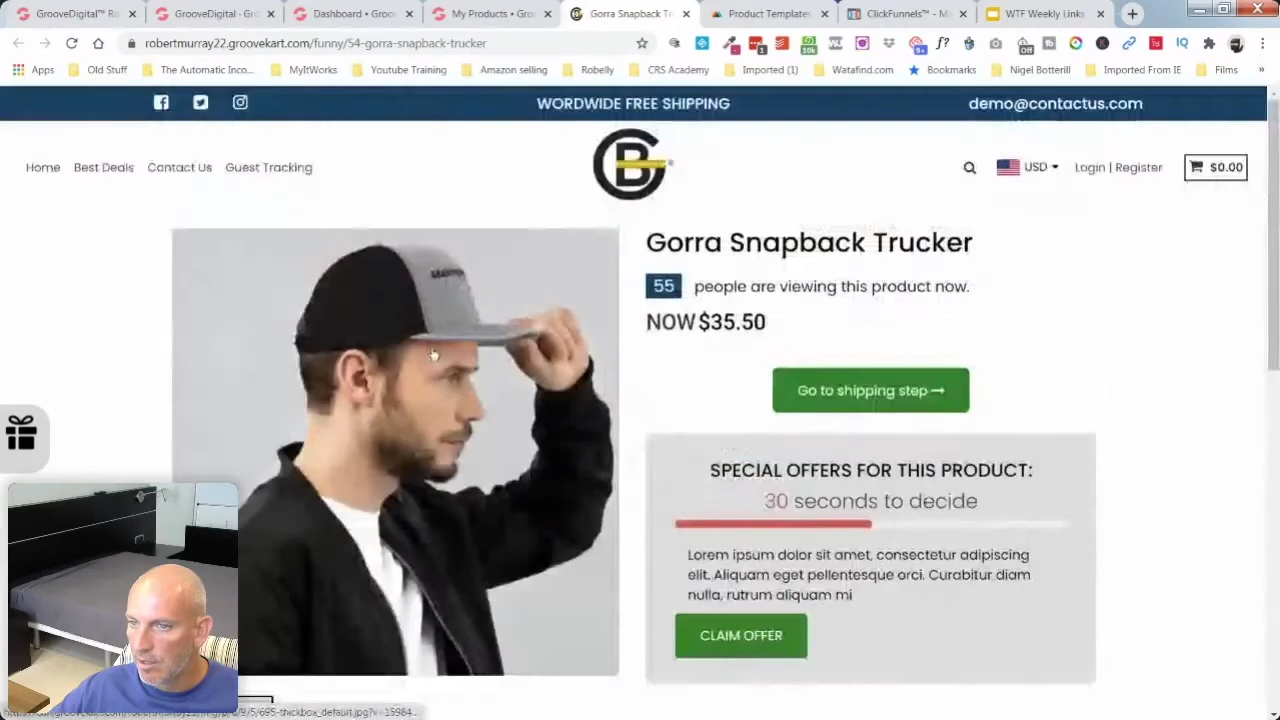 GrooveDigital™ Ro
GrooveDigital - Gro
Dashboard • Groo
My Products • Gro
Gorra Snapback Tr
Product Templates
ClickFunnels™ - M
WTF Weekly Links
robertmurray22.groovekart.com/funny/54-gorra-snapback-trucker
Apps
Old Stuff
The Automatic Inco...
MyItWorks
Youtube Training
Amazon selling
Robelly
CRS Academy
Imported (1)
Watafind.com
Bookmarks
Nigel Botterill
Imported From IE
Films
WORDWIDE FREE SHIPPING
demo@contactus.com
Home
Best Deals
Contact Us
Guest Tracking
GB
USD
Login | Register
$0.00
Gorra Snapback Trucker
55 people are viewing this product now.
NOW $35.50
Go to shipping step
SPECIAL OFFERS FOR THIS PRODUCT:
30 seconds to decide
Lorem ipsum dolor sit amet, consectetur adipiscing
elit. Aliquam eget pellentesque orci. Curabitur diam
nulla, rutrum aliquam mi
CLAIM OFFER